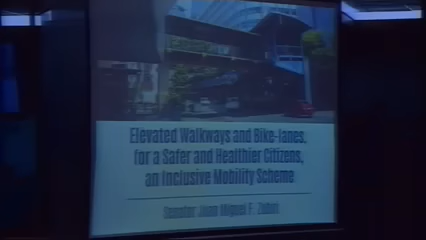 Elevated Walkways and Bike-lanes,
for a Safer and Healthier Citizens,
an Inclusive Mobility Scheme
Senator Juan Miguel F. Zubiri